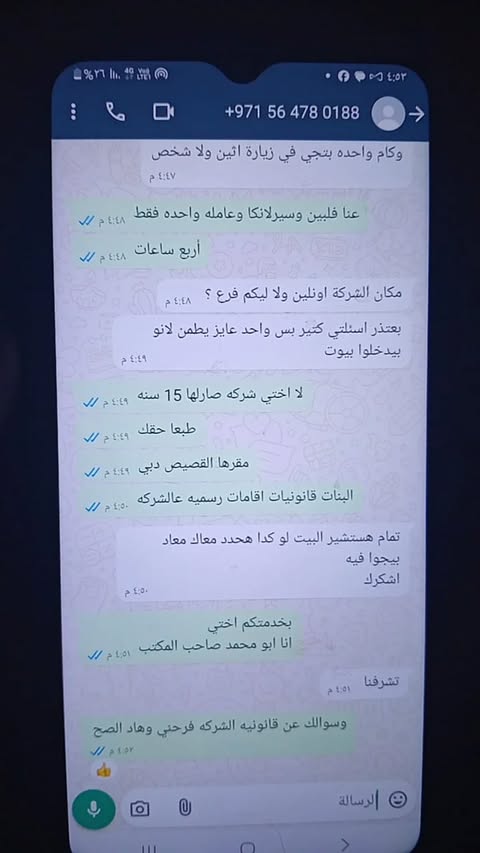 ٤:٥٣
٢٦%
4G
VoLTE1
+971 56 478 0188
وكام واحده بتجي في زيارة اثين ولا شخص
٤:٤٧ م
عنا فلبين وسيرلانكا وعامله واحده فقط
٤:٤٨ م
أربع ساعات
٤:٤٨ م
مكان الشركة اونلين ولا ليكم فرع ؟
٤:٤٨ م
بعتذر اسئلتي كتير بس واحد عايز يطمن لانو
بيدخلوا بيوت
٤:٤٩ م
لا اختي شركه صارلها 15 سنه
٤:٤٩ م
طبعا حقك
٤:٤٩ م
مقرها القصيص دبي
٤:٤٩ م
البنات قانونيات اقامات رسميه عالشركه
٤:٥٠ م
تمام هستشير البيت لو كدا هحدد معاك معاد
بيجوا فيه
اشكرك
٤:٥٠ م
بخدمتكم اختي
انا ابو محمد صاحب المكتب
٤:٥١ م
تشرفنا
٤:٥١ م
وسوالك عن قانونيه الشركه فرحني وهاد الصح
٤:٥٢ م
الرسالة